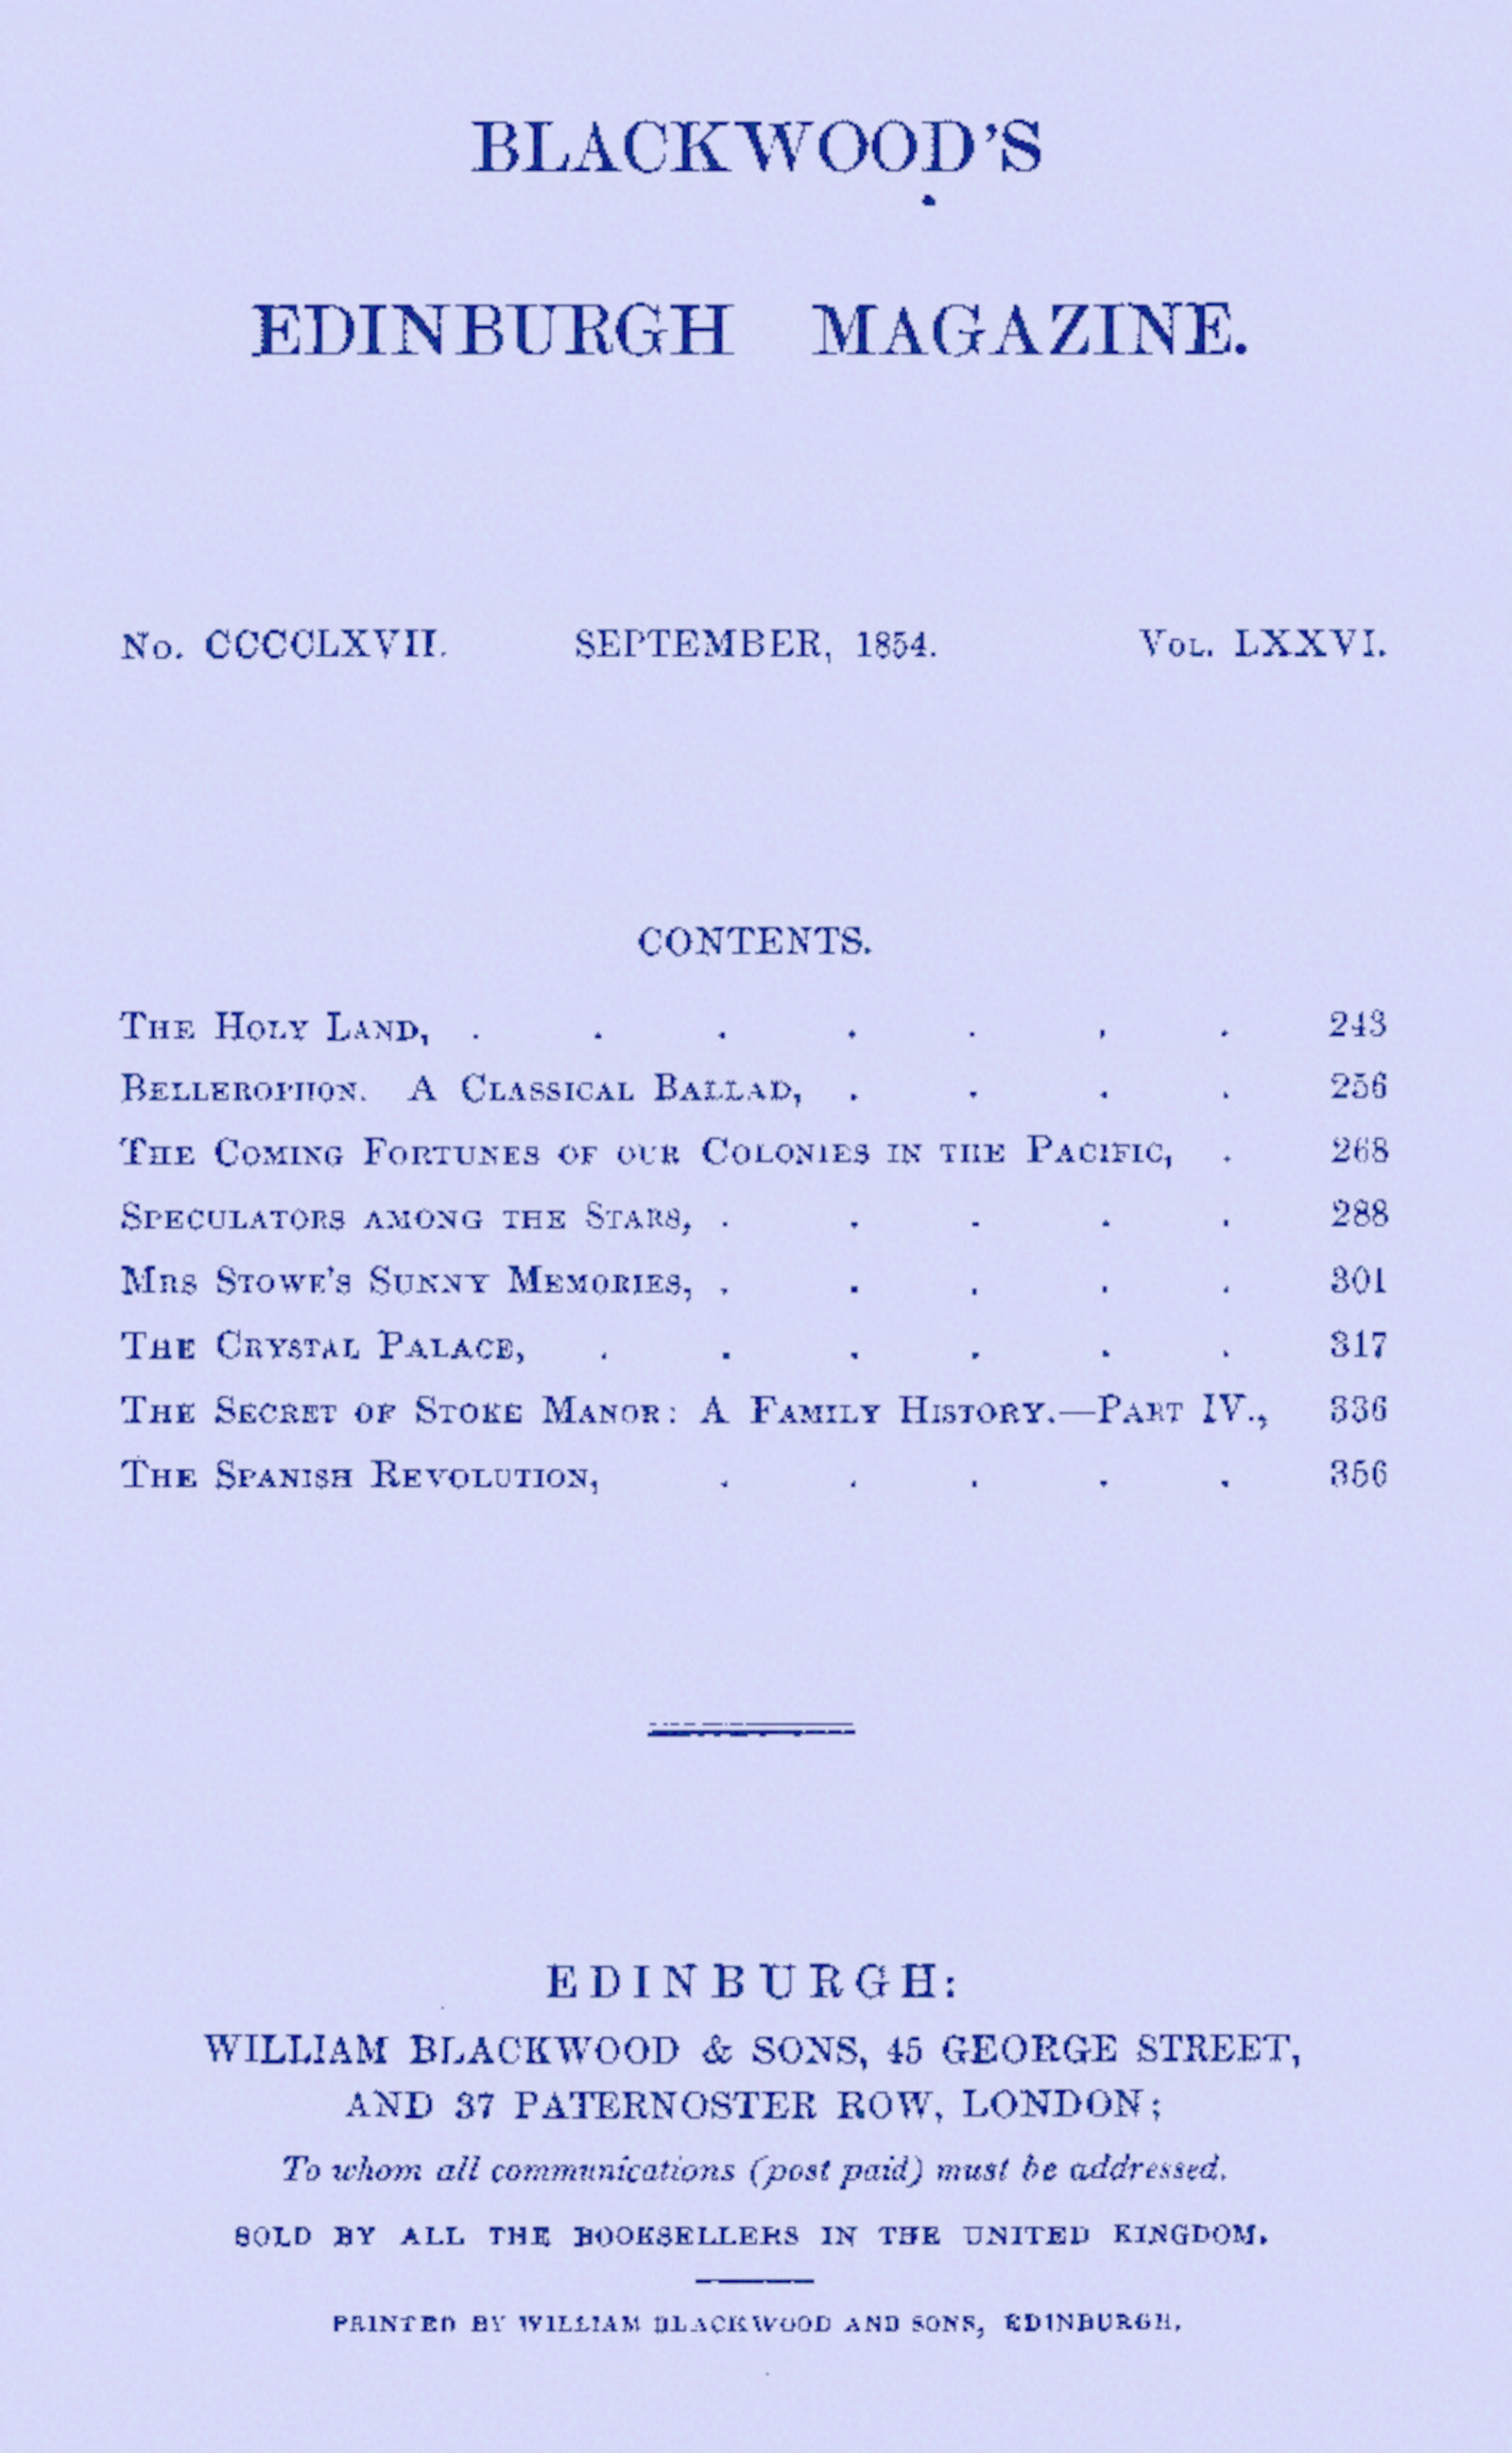 BLACKWOOD'S
EDINBURGH MAGAZINE.
No. CCCCLXVII. SEPTEMBER, 1854. Vol. LXXVI.
CONTENTS.
The Holy Land, . . . . . . . 243
Bellerophon. A Classical Ballad, . . . . 256
The Coming Fortunes of our Colonies in the Pacific, . 268
Speculators among the Stars, . . . . . 288
Mrs Stowe's Sunny Memories, . . . . . 301
The Crystal Palace, . . . . . . 317
The Secret of Stoke Manor: A Family History.—Part IV., 336
The Spanish Revolution, . . . . . 356
EDINBURGH:
WILLIAM BLACKWOOD & SONS, 45 GEORGE STREET,
AND 37 PATERNOSTER ROW, LONDON;
To whom all communications (post paid) must be addressed.
SOLD BY ALL THE BOOKSELLERS IN THE UNITED KINGDOM.
PRINTED BY WILLIAM BLACKWOOD AND SONS, EDINBURGH.